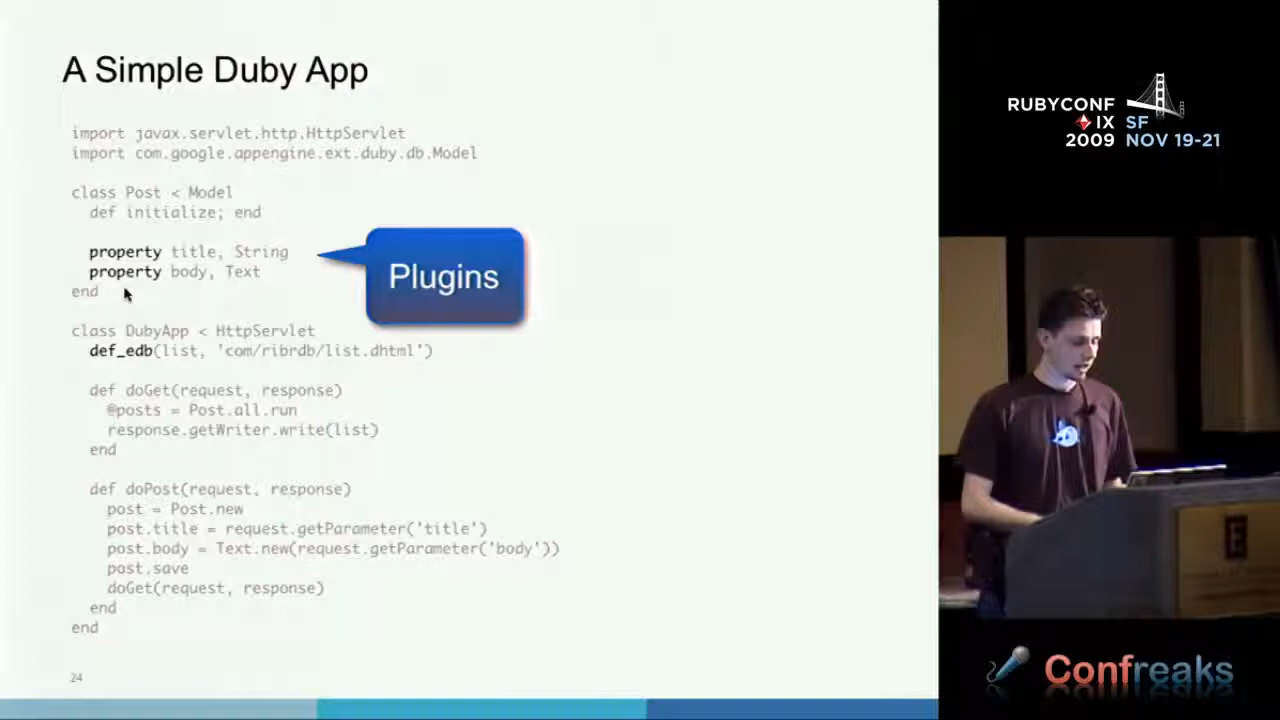 A Simple Duby App
import javax.servlet.http.HttpServlet
import com.google.appengine.ext.duby.db.Model
class Post < Model
def initialize; end
property title, String
property body, Text
end
Plugins
class DubyApp < HttpServlet
def_edb(list, 'com/ribrdb/list.dhtml')
def doGet(request, response)
@posts = Post.all.run
response.getWriter.write(list)
end
def doPost(request, response)
post = Post.new
post.title = request.getParameter('title')
post.body = Text.new(request.getParameter('body'))
post.save
doGet(request, response)
end
end
24
RUBYCONF
IX SF
2009 NOV 19-21
E
Confreaks